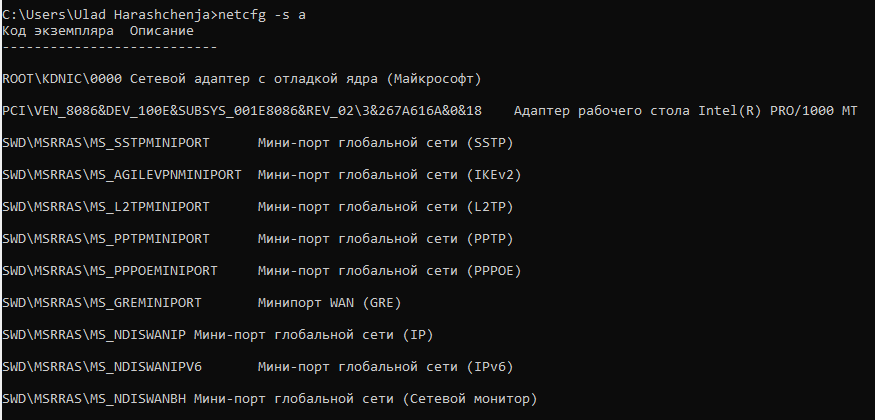 C:\Users\Ulad Harashchenja>netcfg -s a
Код экземпляра  Описание
---------------------------
ROOT\KDNIC\0000 Сетевой адаптер с отладкой ядра (Майкрософт)
PCI\VEN_8086&DEV_100E&SUBSYS_001E8086&REV_02\3&267A616A&0&18    Адаптер рабочего стола Intel(R) PRO/1000 MT
SWD\MSRRAS\MS_SSTPMINIPORT      Мини-порт глобальной сети (SSTP)
SWD\MSRRAS\MS_AGILEVPNMINIPORT  Мини-порт глобальной сети (IKEv2)
SWD\MSRRAS\MS_L2TPMINIPORT      Мини-порт глобальной сети (L2TP)
SWD\MSRRAS\MS_PPTPMINIPORT      Мини-порт глобальной сети (PPTP)
SWD\MSRRAS\MS_PPPOEMINIPORT     Мини-порт глобальной сети (PPPOE)
SWD\MSRRAS\MS_GREMINIPORT       Минипорт WAN (GRE)
SWD\MSRRAS\MS_NDISWANIP Мини-порт глобальной сети (IP)
SWD\MSRRAS\MS_NDISWANIPV6       Мини-порт глобальной сети (IPv6)
SWD\MSRRAS\MS_NDISWANBH Мини-порт глобальной сети (Сетевой монитор)